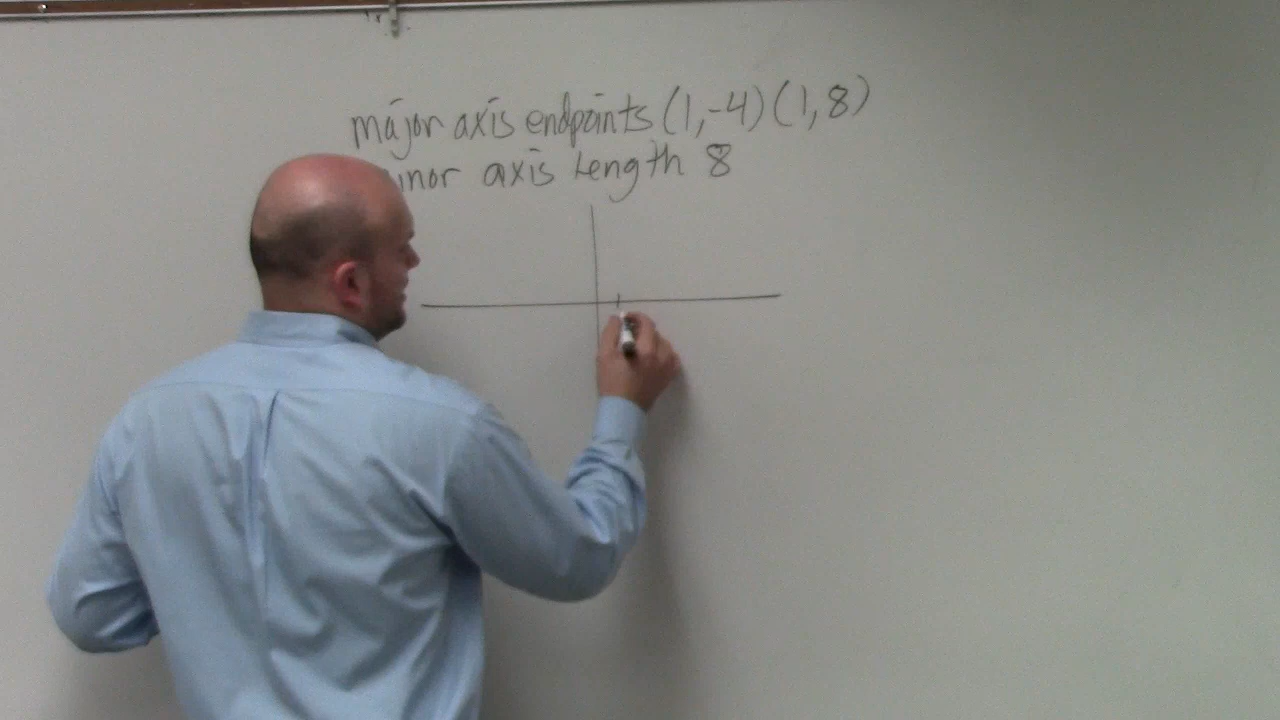 major axis endpoints (1,-4) (1,8)
minor axis length 8